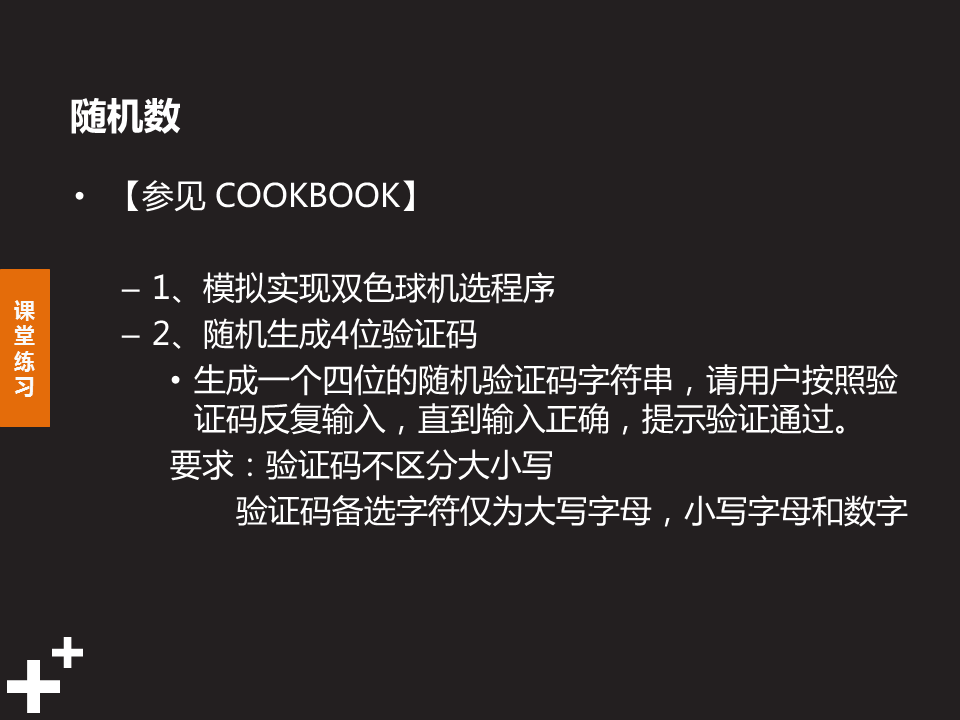 随机数
• 【参见 COOKBOOK】
– 1、模拟实现双色球机选程序
– 2、随机生成4位验证码
• 生成一个四位的随机验证码字符串，请用户按照验
证码反复输入，直到输入正确，提示验证通过。
要求：验证码不区分大小写
验证码备选字符仅为大写字母，小写字母和数字
课
堂
练
习